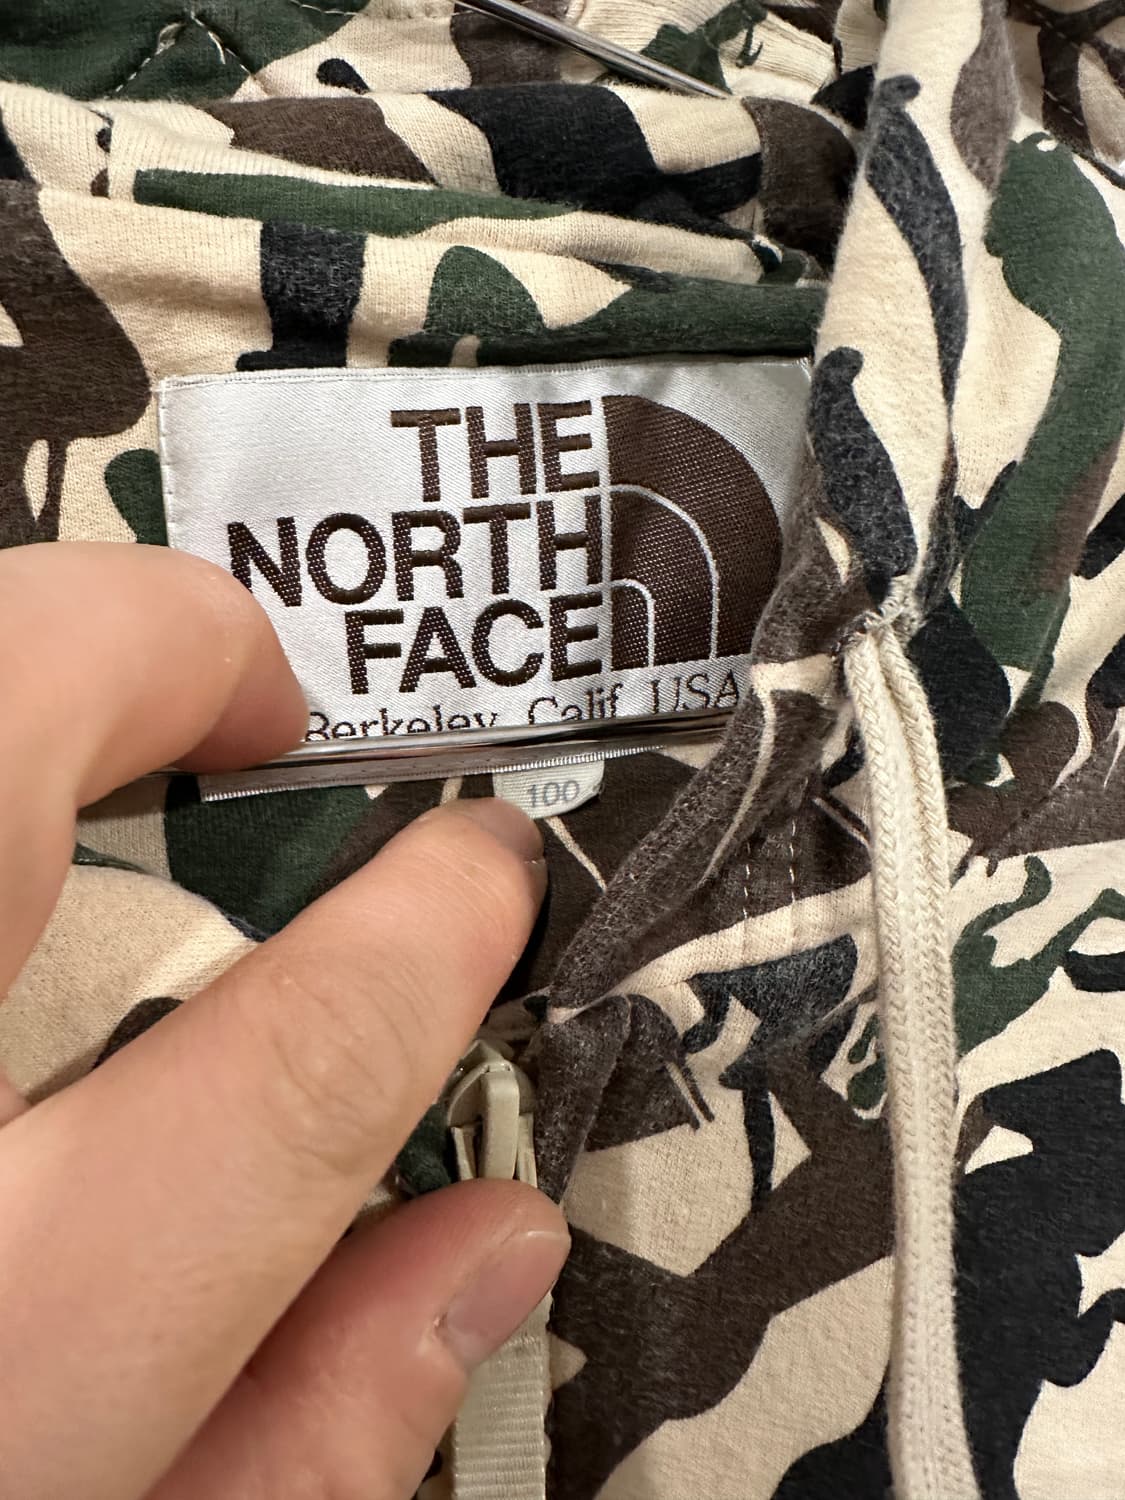 THE
NORTH
FACE
Berkeley, Calif. USA
100